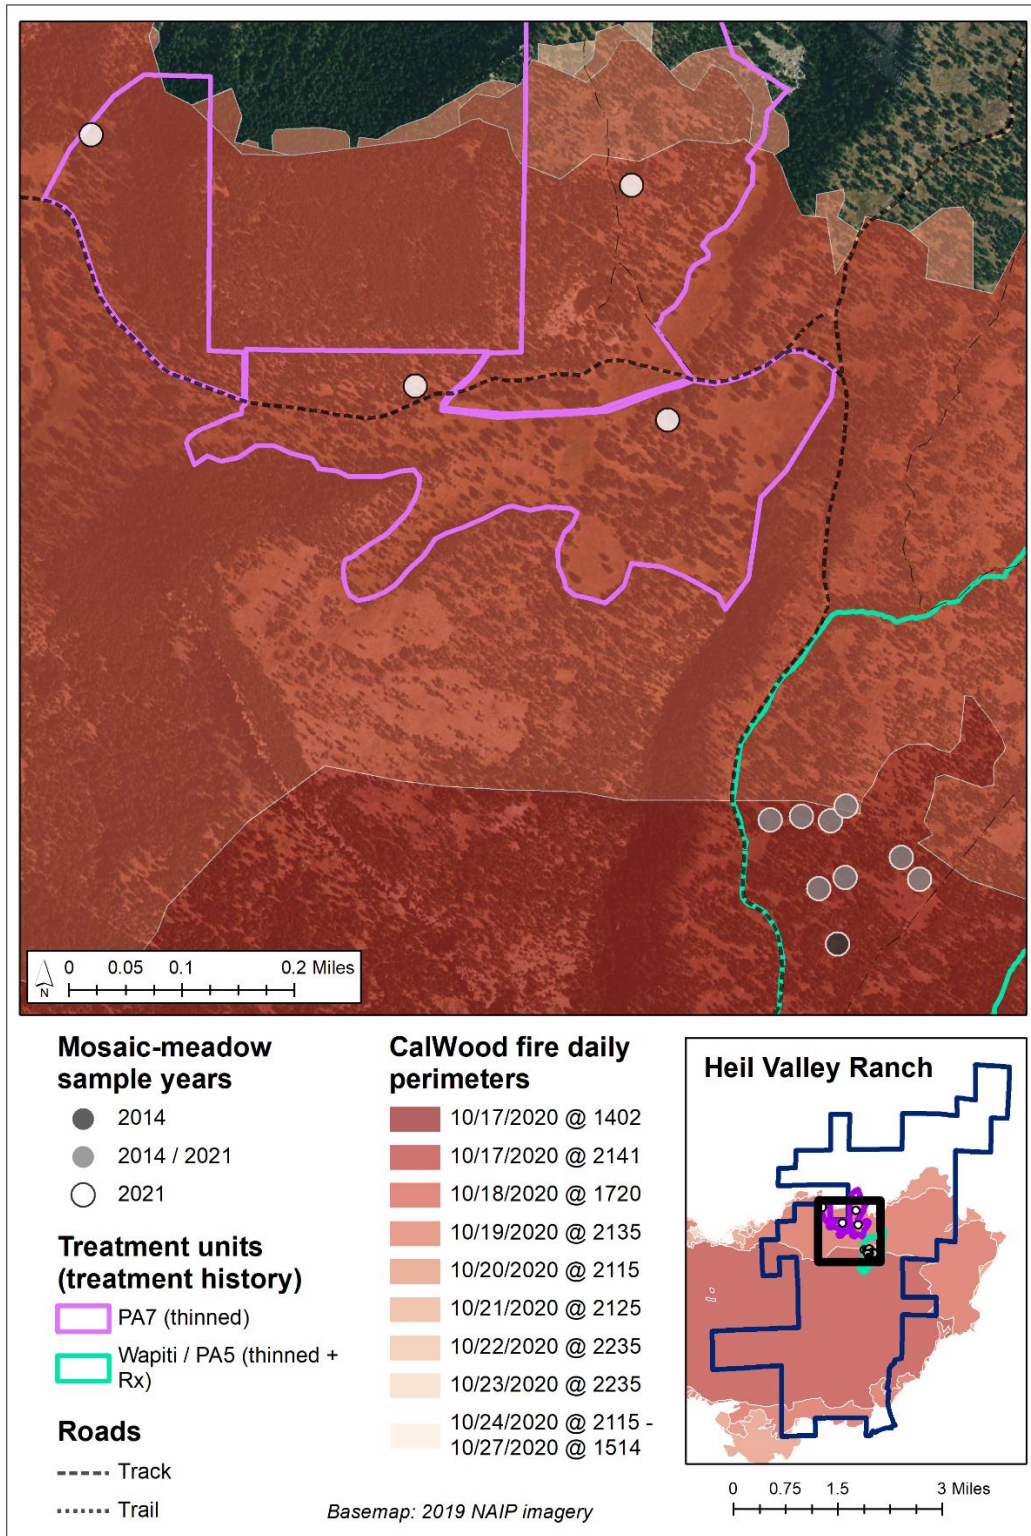 N
0 0.05 0.1 0.2 Miles
Mosaic-meadow
sample years
2014
2014 / 2021
2021
Treatment units
(treatment history)
PA7 (thinned)
Wapiti / PA5 (thinned +
Rx)
Roads
Track
Trail
CalWood fire daily
perimeters
10/17/2020 @ 1402
10/17/2020 @ 2141
10/18/2020 @ 1720
10/19/2020 @ 2135
10/20/2020 @ 2115
10/21/2020 @ 2125
10/22/2020 @ 2235
10/23/2020 @ 2235
10/24/2020 @ 2115 -
10/27/2020 @ 1514
Basemap: 2019 NAIP imagery
Heil Valley Ranch
0 0.75 1.5 3 Miles